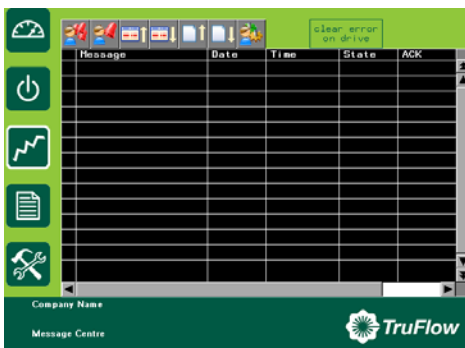 clear error
on drive
Message Date Time State ACK
Company Name
Message Centre
TruFlow